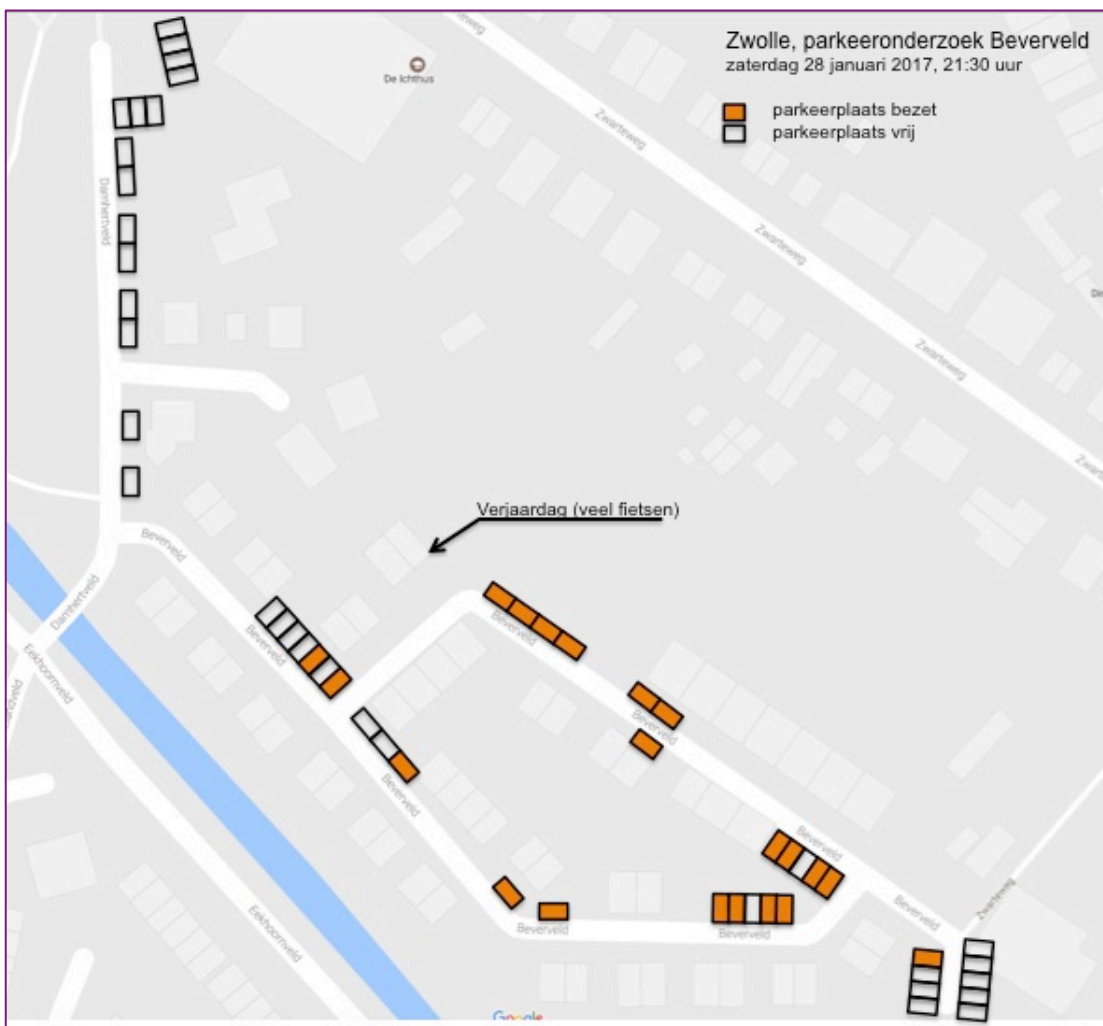 Zwolle, parkeeronderzoek Beverveld
zaterdag 28 januari 2017, 21:30 uur
parkeerplaats bezet
parkeerplaats vrij
De Ichthus
Zwarteweg
Zwarteweg
Zwarteweg
Zwarteweg
Damhertveld
Verjaardag (veel fietsen)
Beverveld
Damhertveld
Eekhoornveld
Beverveld
Beverveld
Beverveld
Beverveld
Beverveld
Beverveld
Zwarteweg
Beverveld
Beverveld
Eekhoornveld
Google